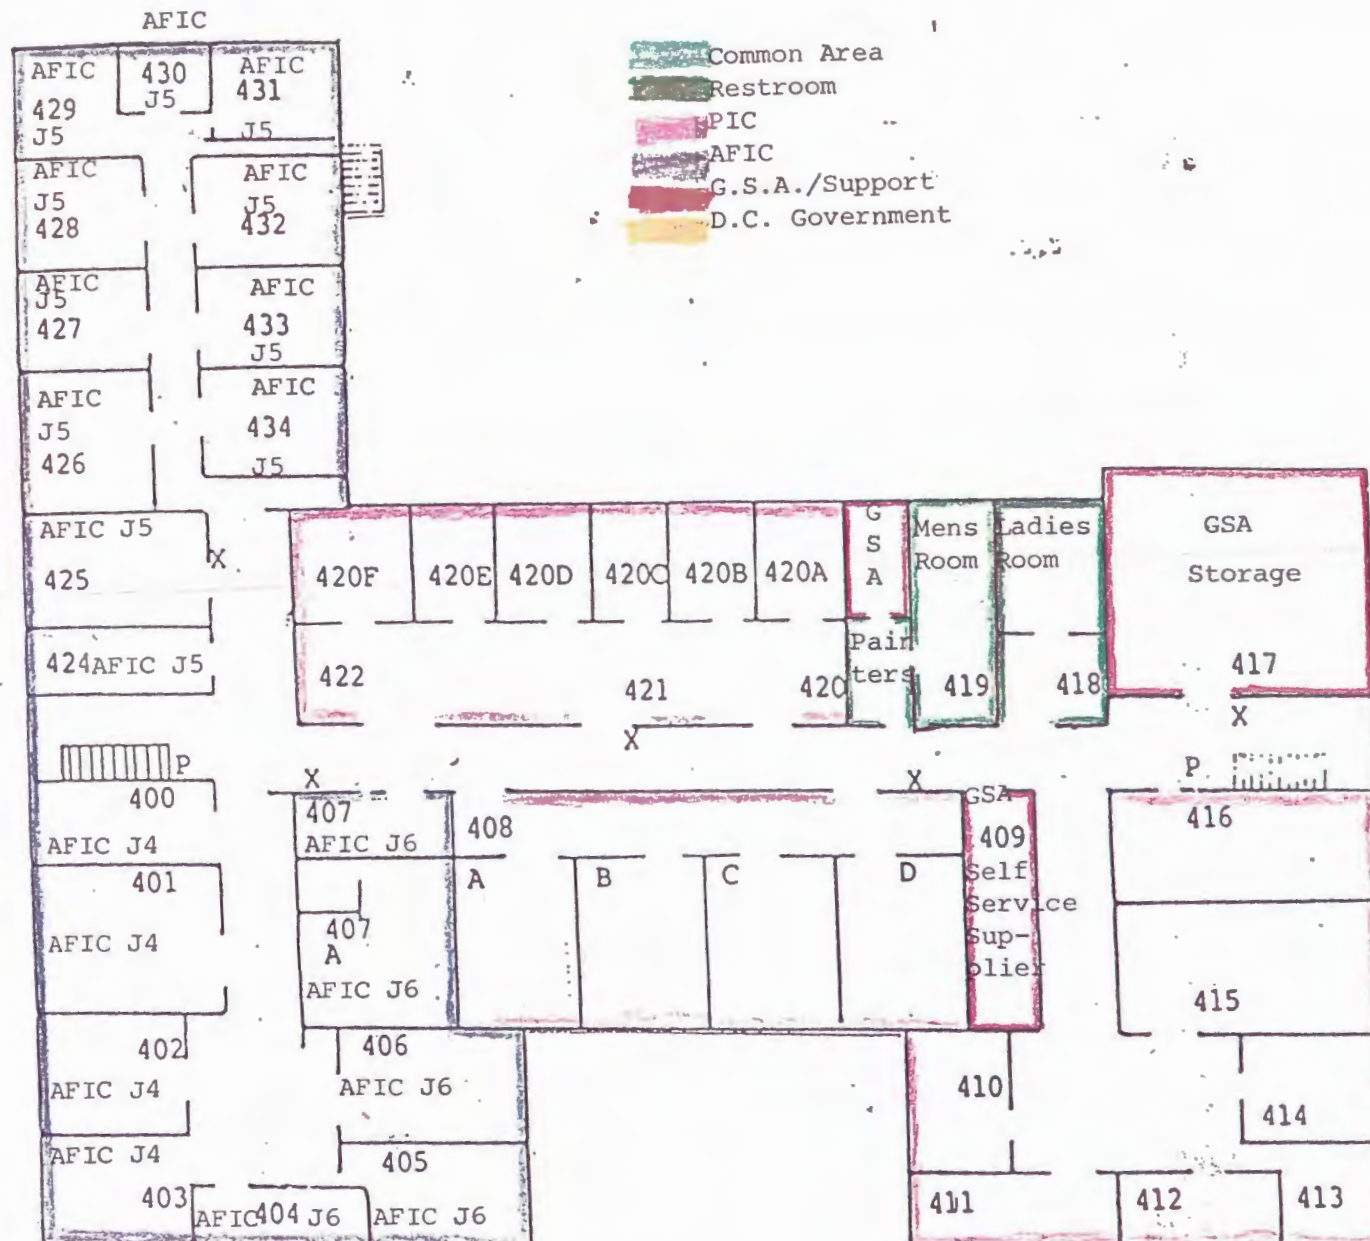 AFIC
Common Area
Restroom
PIC
AFIC
G.S.A./Support
D.C. Government
AFIC
429
J5
430
J5
AFIC
431
J5
AFIC
J5
428
AFIC
J5
432
AFIC
J5
427
AFIC
433
J5
AFIC
J5
426
AFIC
434
J5
AFIC J5
425
X
424AFIC J5
420F
420E
420D
420C
420B
420A
G
S
A
Mens
Room
Ladies
Room
GSA
Storage
422
421
420
Pain
ters
419
418
417
X
X
P
X
X
P
400
AFIC J4
407
AFIC J6
408
GSA
409
Self
Service
Sup-
plier
416
401
AFIC J4
407
A
AFIC J6
A
B
C
D
415
402
AFIC J4
406
AFIC J6
410
414
AFIC J4
403
405
AFIC404 J6
AFIC J6
411
412
413